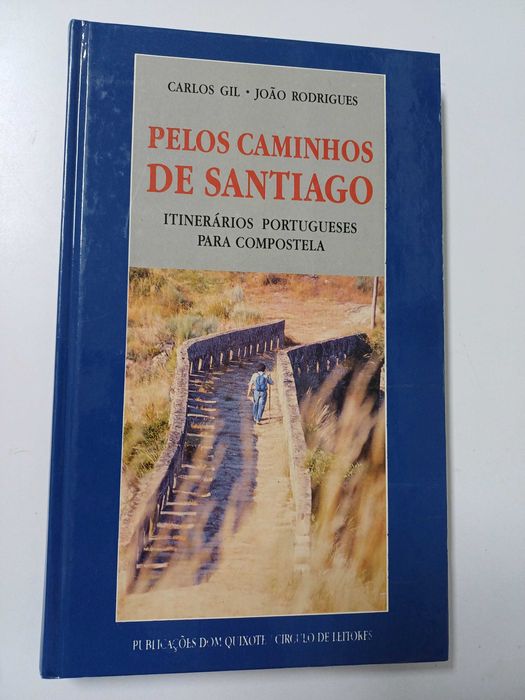 CARLOS GIL • JOÃO RODRIGUES
PELOS CAMINHOS
DE SANTIAGO
ITINERÁRIOS PORTUGUESES
PARA COMPOSTELA
PUBLICAÇÕES DOM QUIXOTE / CÍRCULO DE LEITORES